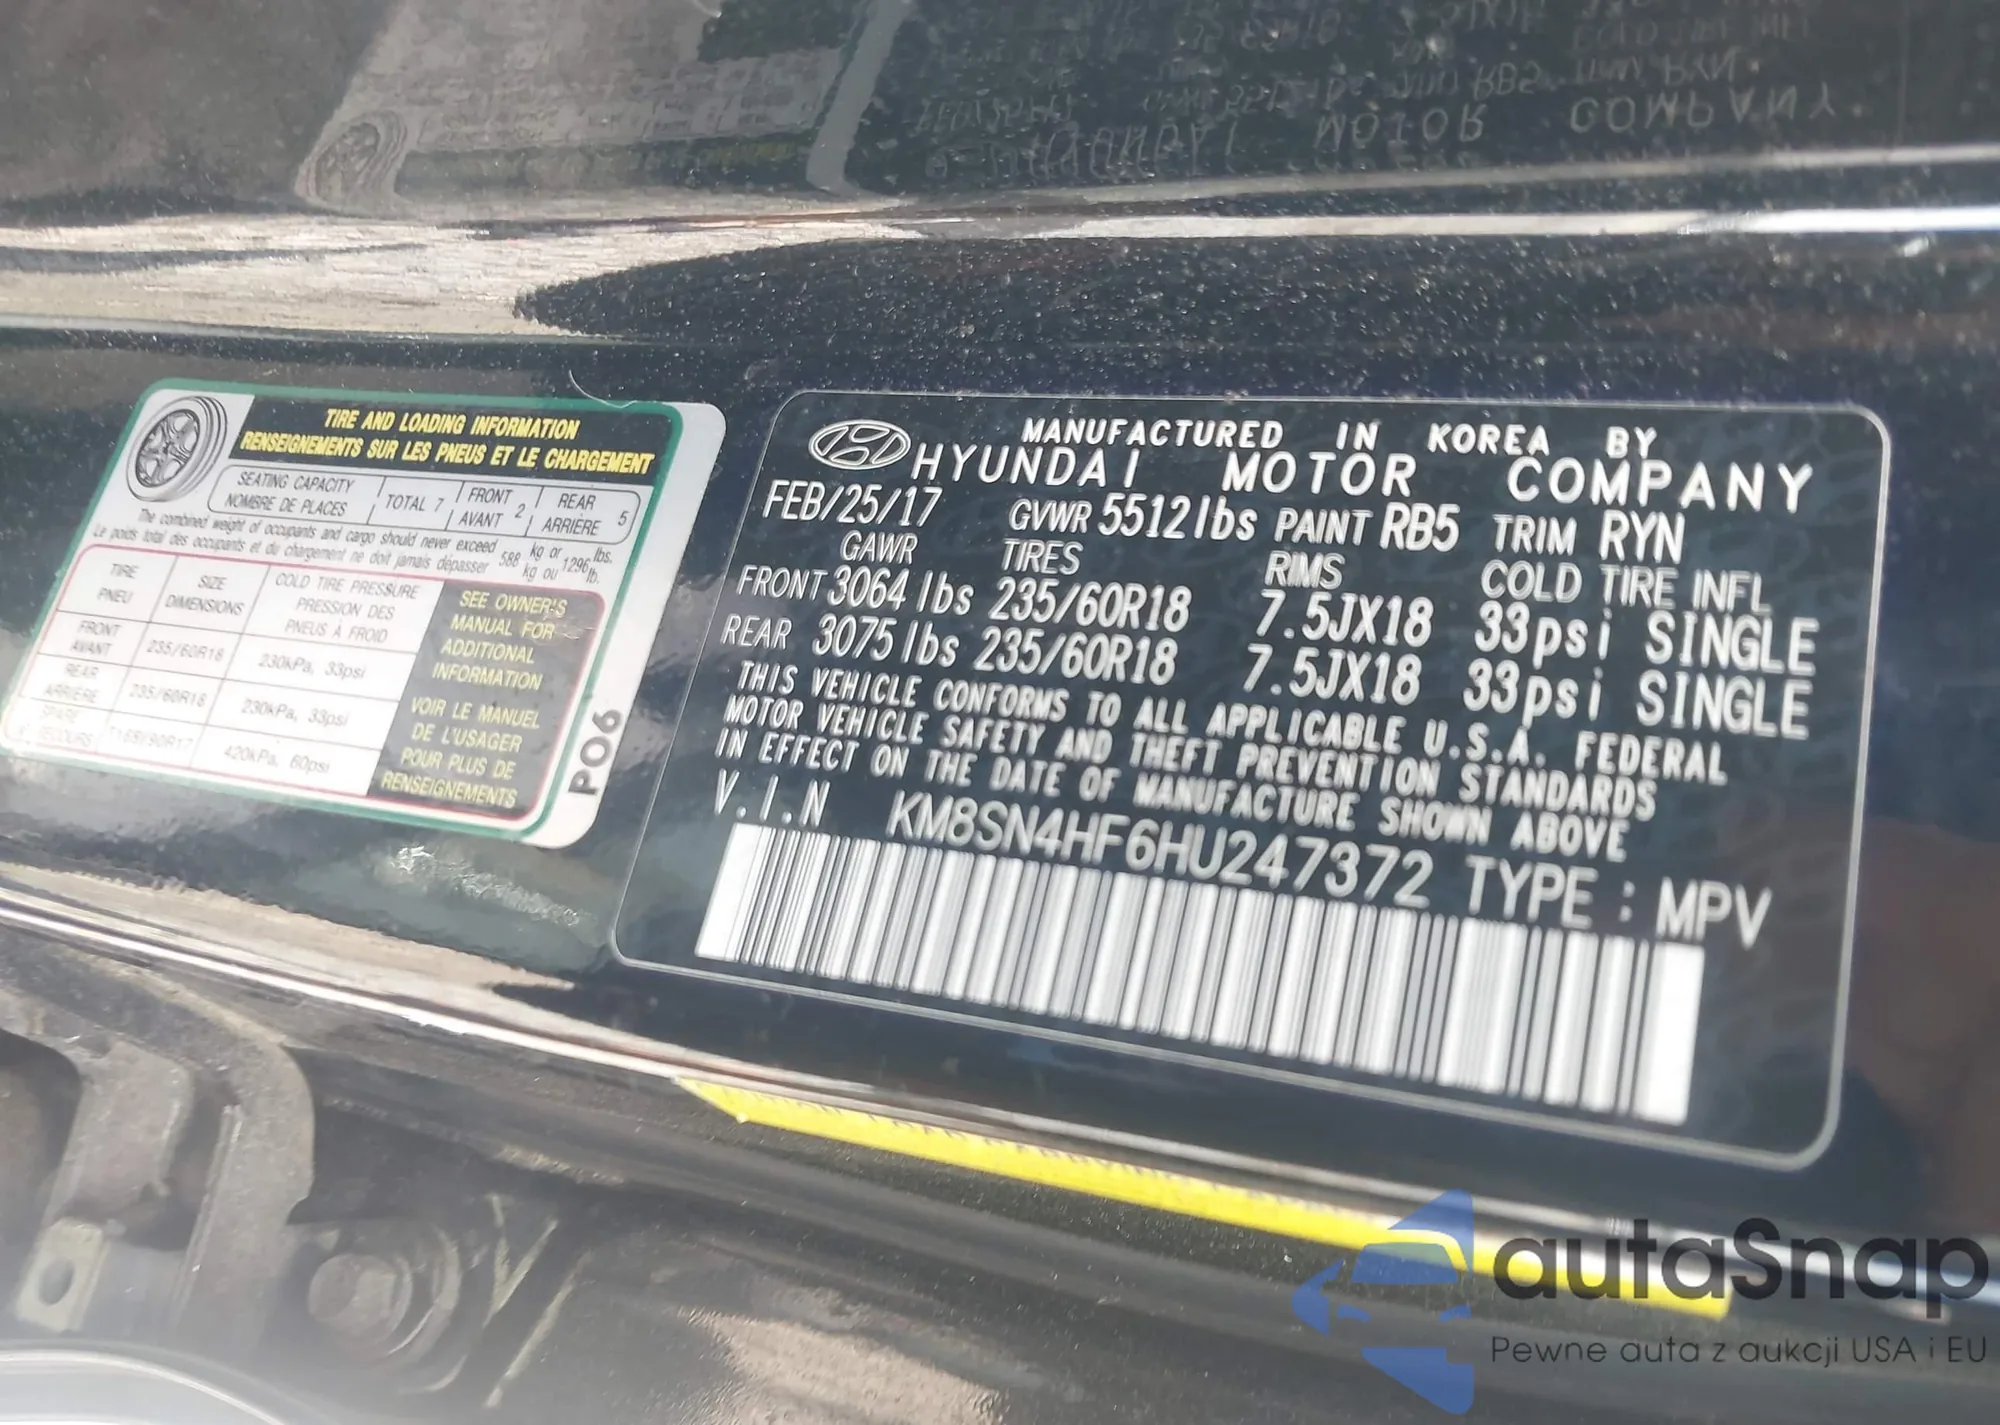 TIRE AND LOADING INFORMATION
RENSEIGNEMENTS SUR LES PNEUS ET LE CHARGEMENT
SEATING CAPACITY
NOMBRE DE PLACES
TOTAL 7
FRONT
AVANT 2
REAR
ARRIÈRE 5
The combined weight of occupants and cargo should never exceed 588 kg or 1296 lbs.
Le poids total des occupants et du chargement ne doit jamais dépasser 588 kg ou 1296 lb.
TIRE
PNEU
SIZE
DIMENSIONS
COLD TIRE PRESSURE
PRESSION DES
PNEUS À FROID
FRONT
AVANT
235/60R18
230kPa, 33psi
REAR
ARRIÈRE
235/60R18
230kPa, 33psi
SPARE
SECOURS
T165/90R17
420kPa, 60psi
SEE OWNER'S
MANUAL FOR
ADDITIONAL
INFORMATION
VOIR LE MANUEL
DE L'USAGER
POUR PLUS DE
RENSEIGNEMENTS
P06
MANUFACTURED IN KOREA BY
HYUNDAI MOTOR COMPANY
FEB/25/17 GVWR 5512lbs PAINT RB5 TRIM RYN
GAWR TIRES RIMS COLD TIRE INFL
FRONT 3064 lbs 235/60R18 7.5JX18 33psi SINGLE
REAR 3075 lbs 235/60R18 7.5JX18 33psi SINGLE
THIS VEHICLE CONFORMS TO ALL APPLICABLE U.S.A. FEDERAL
MOTOR VEHICLE SAFETY AND THEFT PREVENTION STANDARDS
IN EFFECT ON THE DATE OF MANUFACTURE SHOWN ABOVE
V.I.N KM8SN4HF6HU247372 TYPE : MPV
autaSnap
Pewne auta z aukcji USA i EU